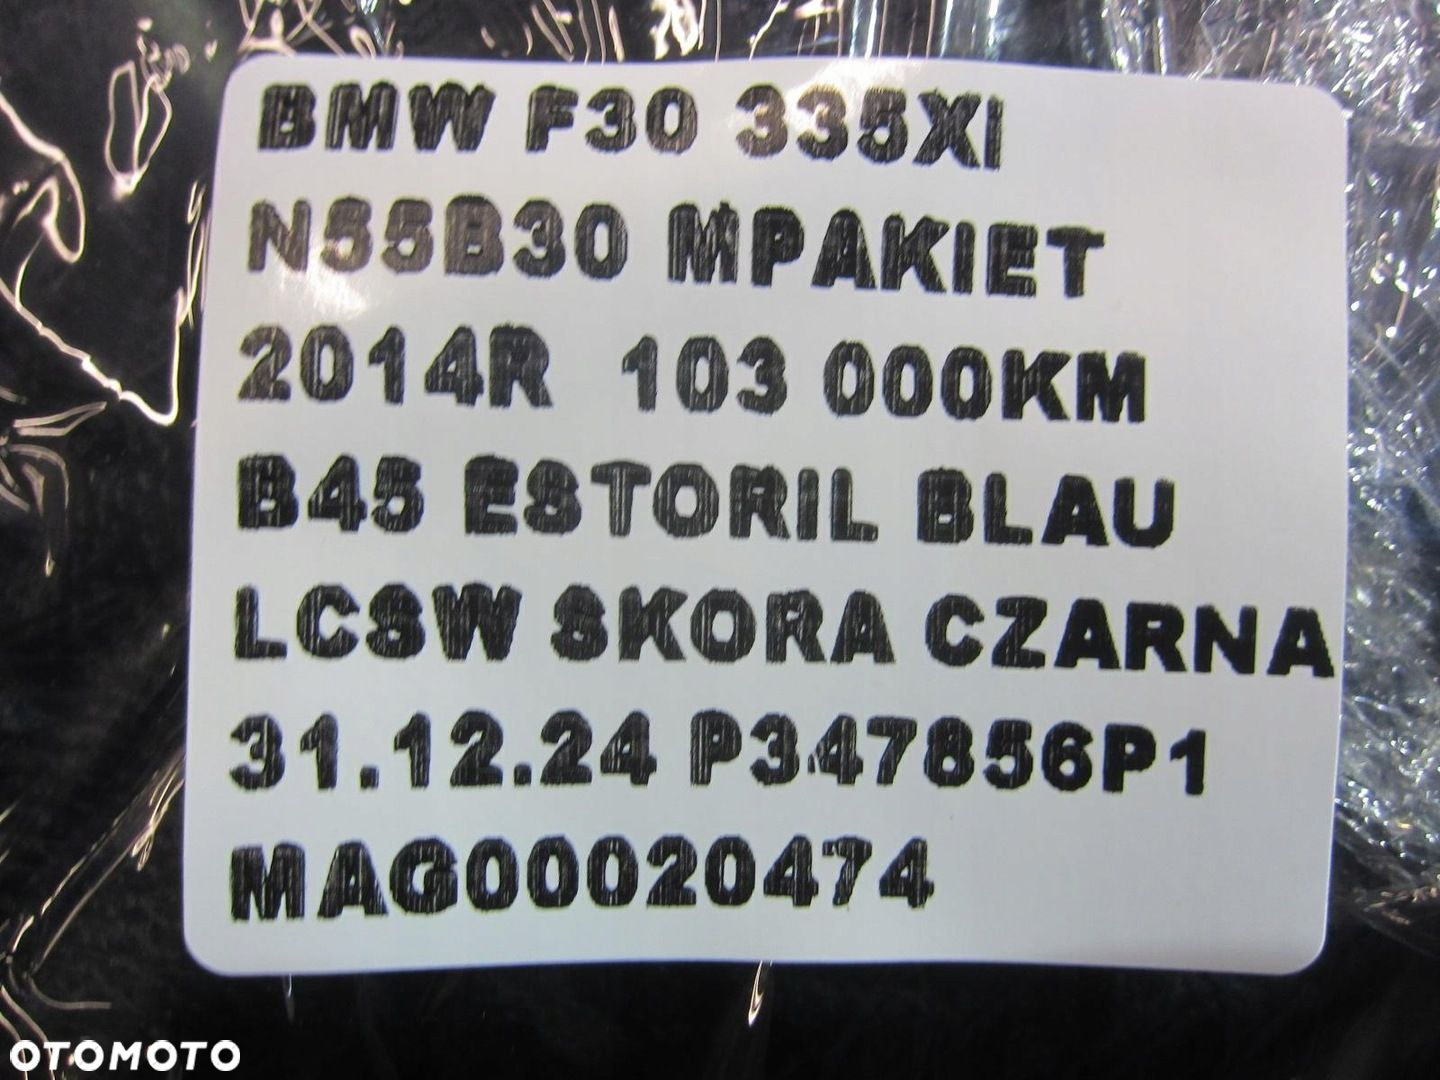 BMW F30 335XI
N55B30 MPAKIET
2014R 103 000KM
B45 ESTORIL BLAU
LCSW SKORA CZARNA
31.12.24 P347856P1
MAG00020474
OTOMOTO